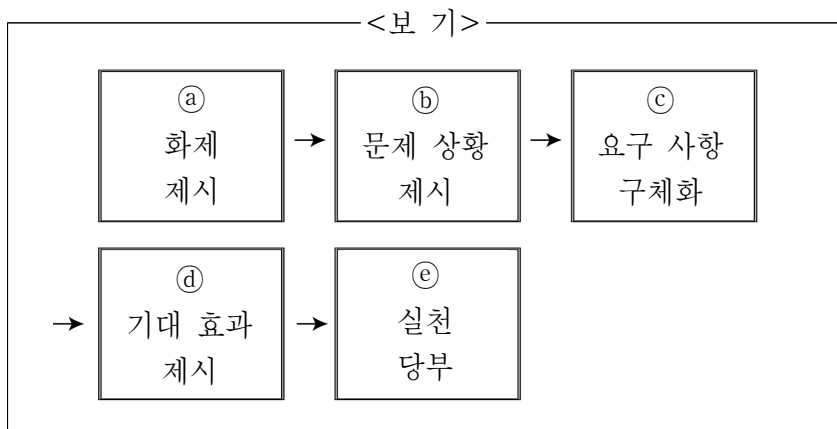 <보 기>
ⓐ
화제
제시
→
ⓑ
문제 상황
제시
→
ⓒ
요구 사항
구체화
→
ⓓ
기대 효과
제시
→
ⓔ
실천
당부